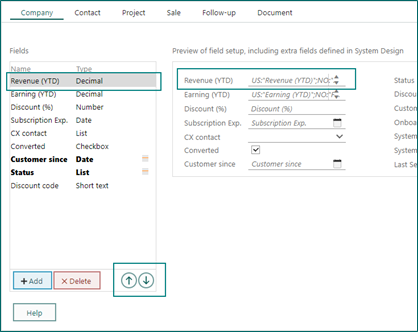 Company Contact Project Sale Follow-up Document
Fields
Preview of field setup, including extra fields defined in System Design
Name Type
Revenue (YTD) Decimal
Earning (YTD) Decimal
Discount (%) Number
Subscription Exp. Date
CX contact List
Converted Checkbox
Customer since Date
Status List
Discount code Short text
Revenue (YTD) US:"Revenue (YTD)";NO:"
Status
Earning (YTD) US:"Earning (YTD)";NO:"F
Discou
Discount (%) Discount (%)
Custon
Subscription Exp. Subscription Exp.
Onboa
CX contact
System
Converted
System
Customer since Customer since
Last Se
+ Add
× Delete
Help